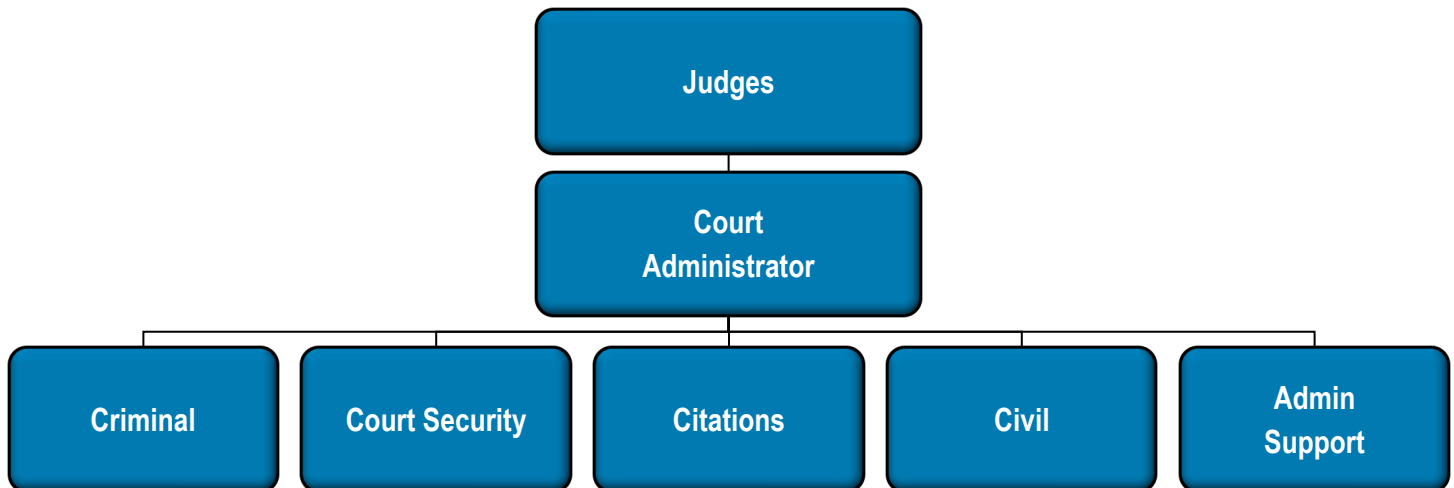 Judges
Court
Administrator
Criminal
Court Security
Citations
Civil
Admin
Support